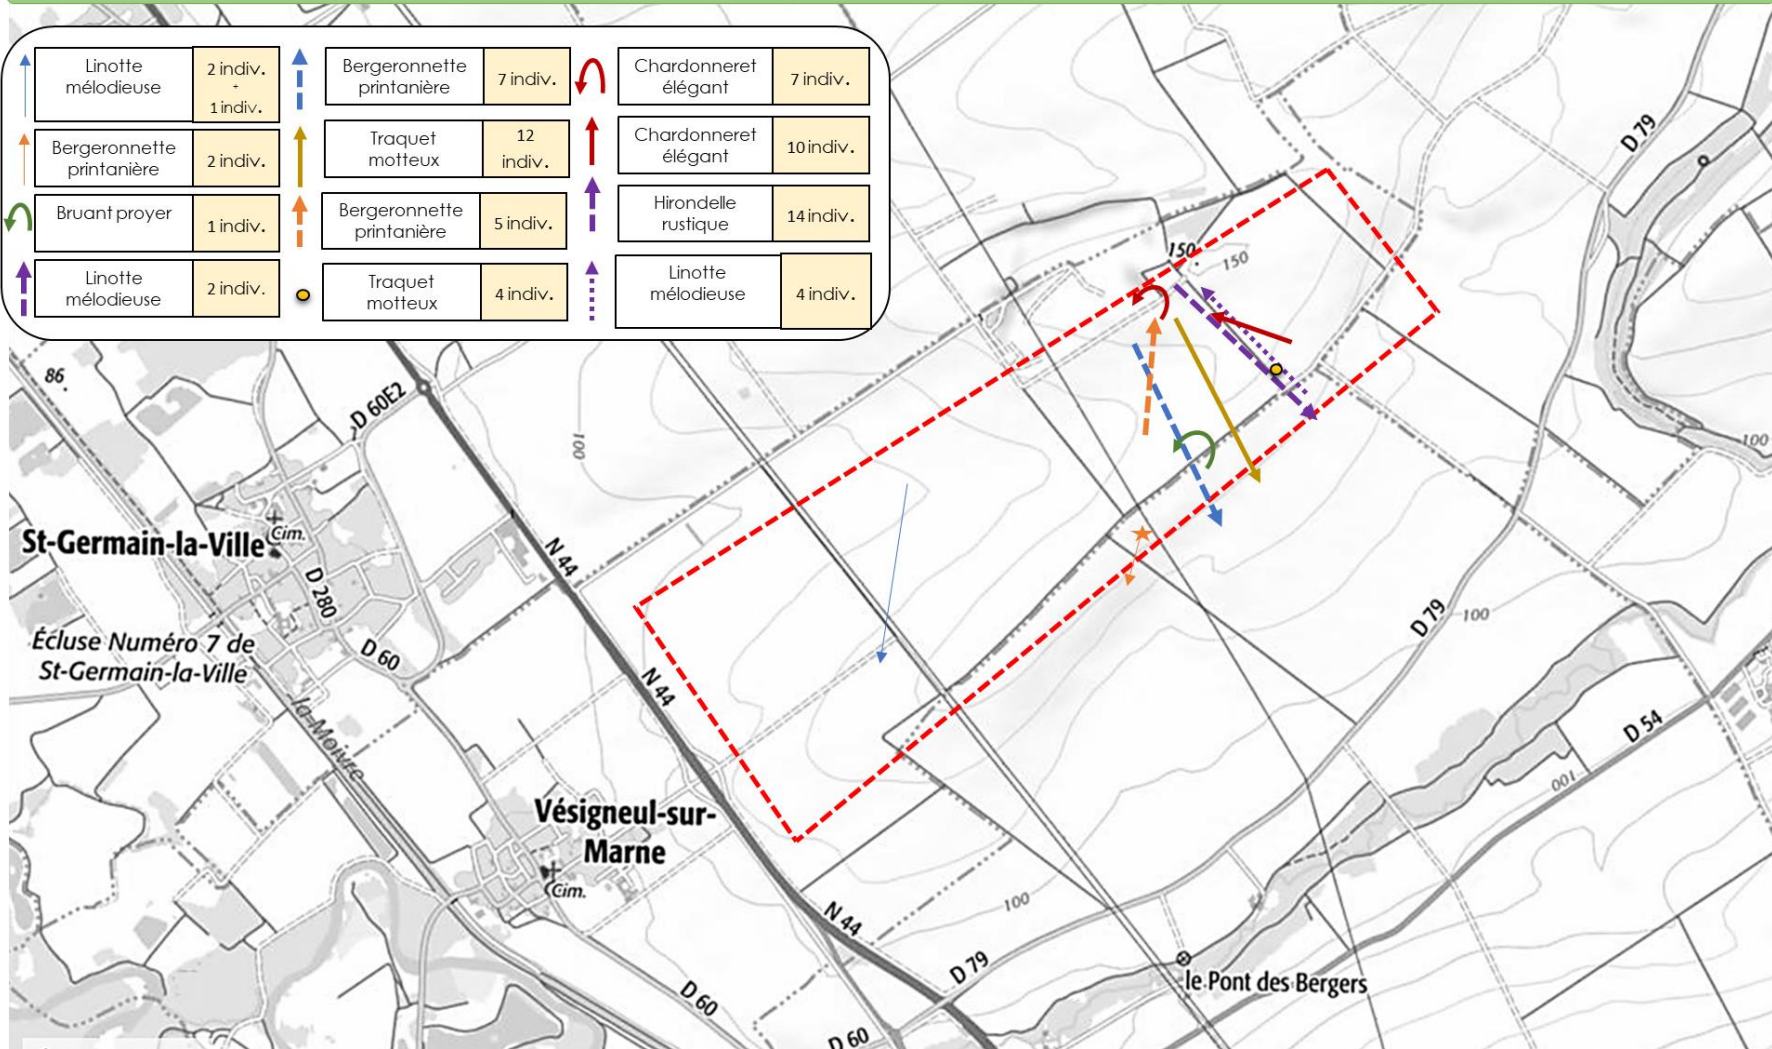 Linotte
mélodieuse
2 indiv.
+
1 indiv.
Bergeronnette
printanière
2 indiv.
Bruant proyer
1 indiv.
Linotte
mélodieuse
2 indiv.
Bergeronnette
printanière
7 indiv.
Traquet
motteux
12
indiv.
Bergeronnette
printanière
5 indiv.
Traquet
motteux
4 indiv.
Chardonneret
élégant
7 indiv.
Chardonneret
élégant
10 indiv.
Hirondelle
rustique
14 indiv.
Linotte
mélodieuse
4 indiv.
D 79
150
150
86
D 60E2
100
100
St-Germain-la-Ville
Cim.
N 44
D 280
D 79
100
Écluse Numéro 7 de
St-Germain-la-Ville
D 60
N 44
la Moivre
D 54
100
Vésigneul-sur-
Marne
Cim.
100
N 44
D 79
le Pont des Bergers
D 60
D 60